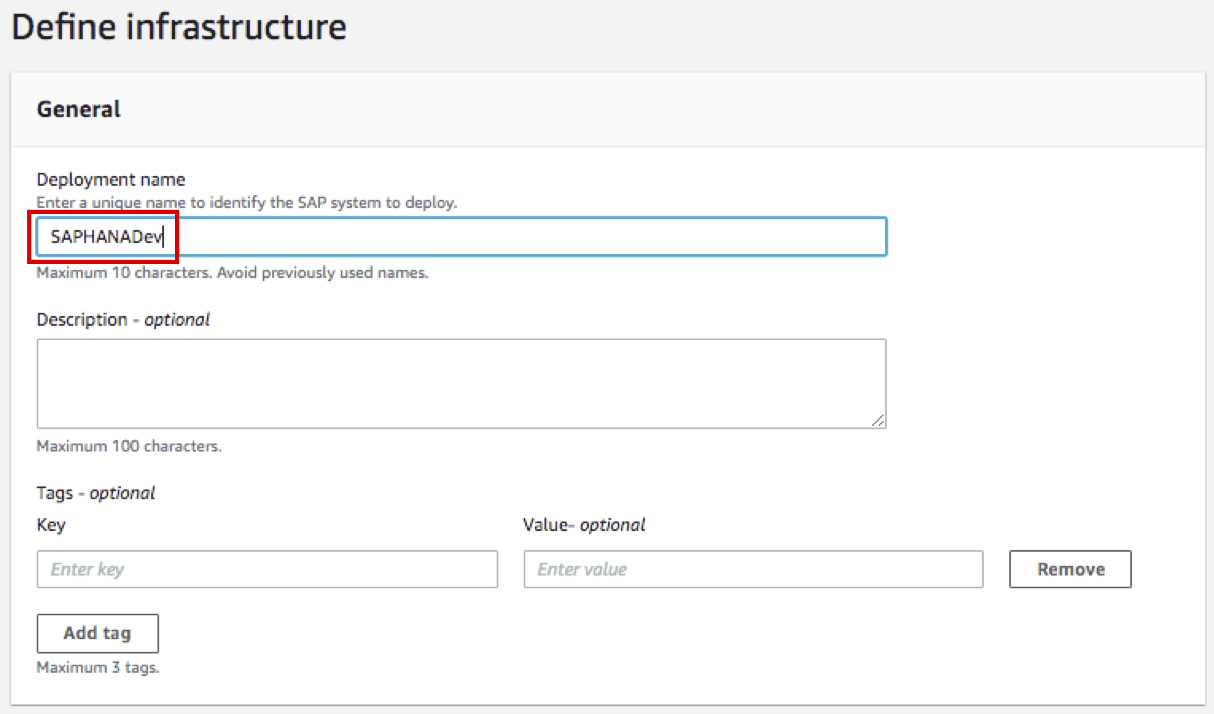 Define infrastructure
General
Deployment name
Enter a unique name to identify the SAP system to deploy.
SAPHANADev
Maximum 10 characters. Avoid previously used names.
Description - optional
Maximum 100 characters.
Tags - optional
Key Value- optional
Enter key Enter value Remove
Add tag
Maximum 3 tags.